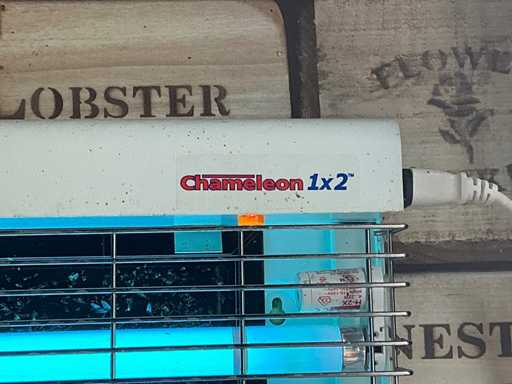 LOBSTER
FLOWE
Chameleon 1x2™
NEST